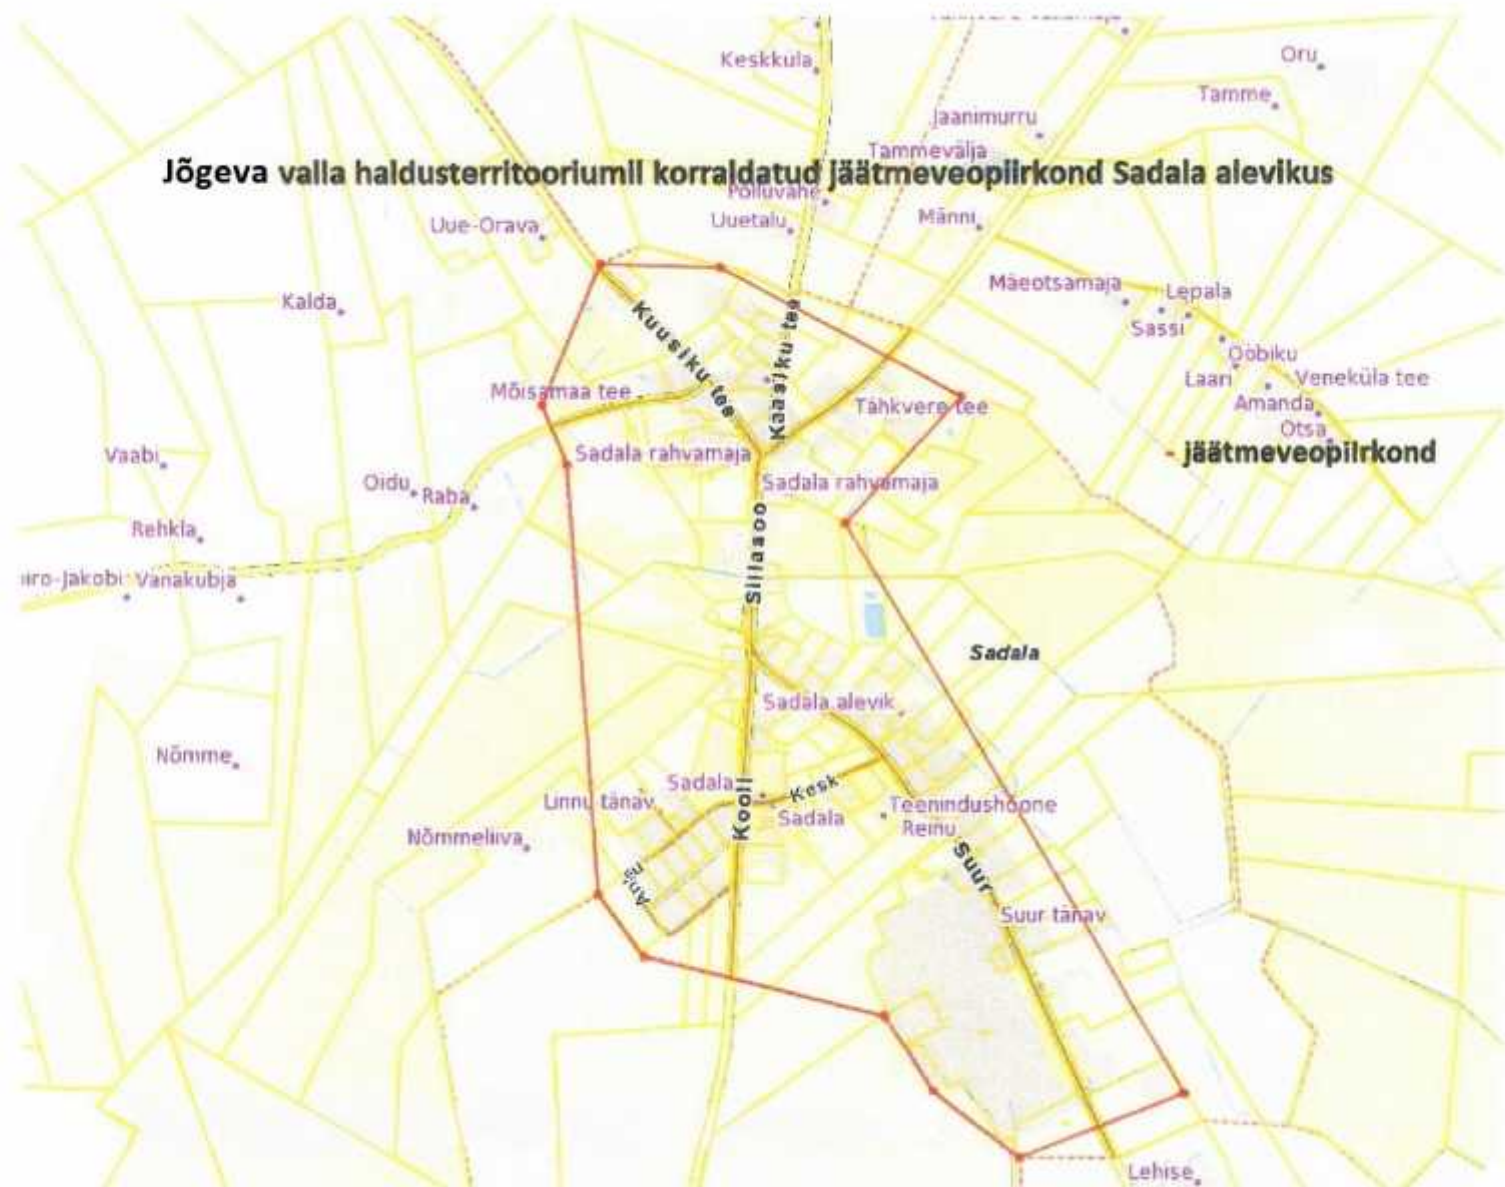 Keskkula
Oru
Tamme
Jaanimurru
Tammevälja
Jõgeva valla haldusterritooriumil korraldatud jäätmeveopiirkond Sadala alevikus
Põlluvahe
Uue-Orava
Uuetalu
Männi
Kalda
Mäeotsamaja
Lepala
Sassi
Kuusiku tee
Kaasiku tee
Ööbiku
Laari
Veneküla tee
Mõisamaa tee
Tähkvere tee
Amanda
Otsa
Vaabi
Sadala rahvamaja
jäätmeveopiirkond
Oidu
Raba
Sadala rahvamaja
Rehkla
Sillasoo
Vanakubja
Sadala
Sadala alevik
Nõmme
Sadala
Kesk
Linnu tänav
Sadala
Teenindushoone
Reinu
Kooli
Nõmmeliiva
Suur
Suur tänav
Lehise